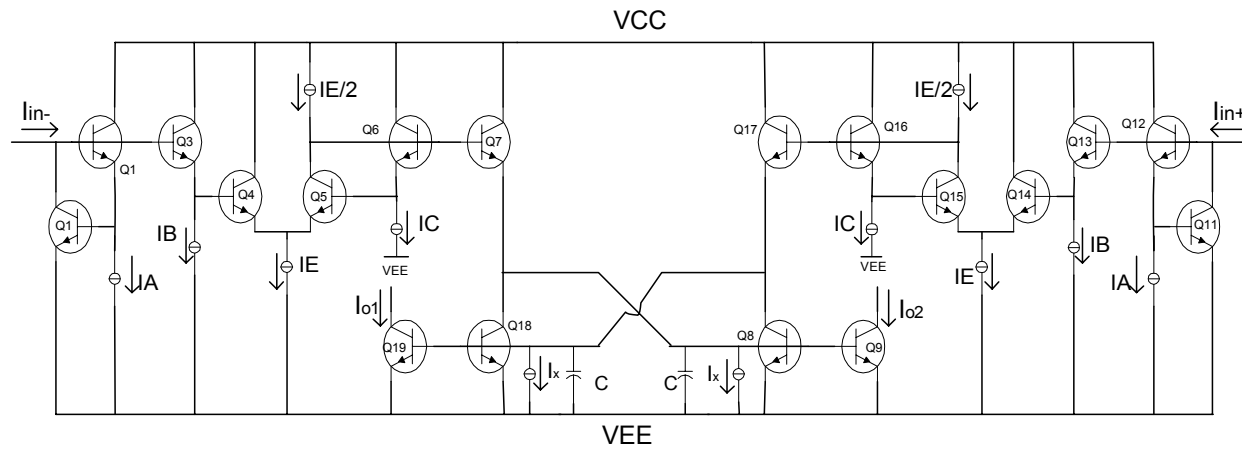 VCC
Iin-
Q1
Q3
Q4
IE/2
Q5
Q6
Q7
Q1
IB
IA
IE
IC
VEE
Io1
Q19
Q18
Ix
C
C
Ix
Q8
Q9
Io2
Q17
Q16
IE/2
Q15
Q14
Q13
Q12
Iin+
Q11
IC
VEE
IE
IB
IA
VEE